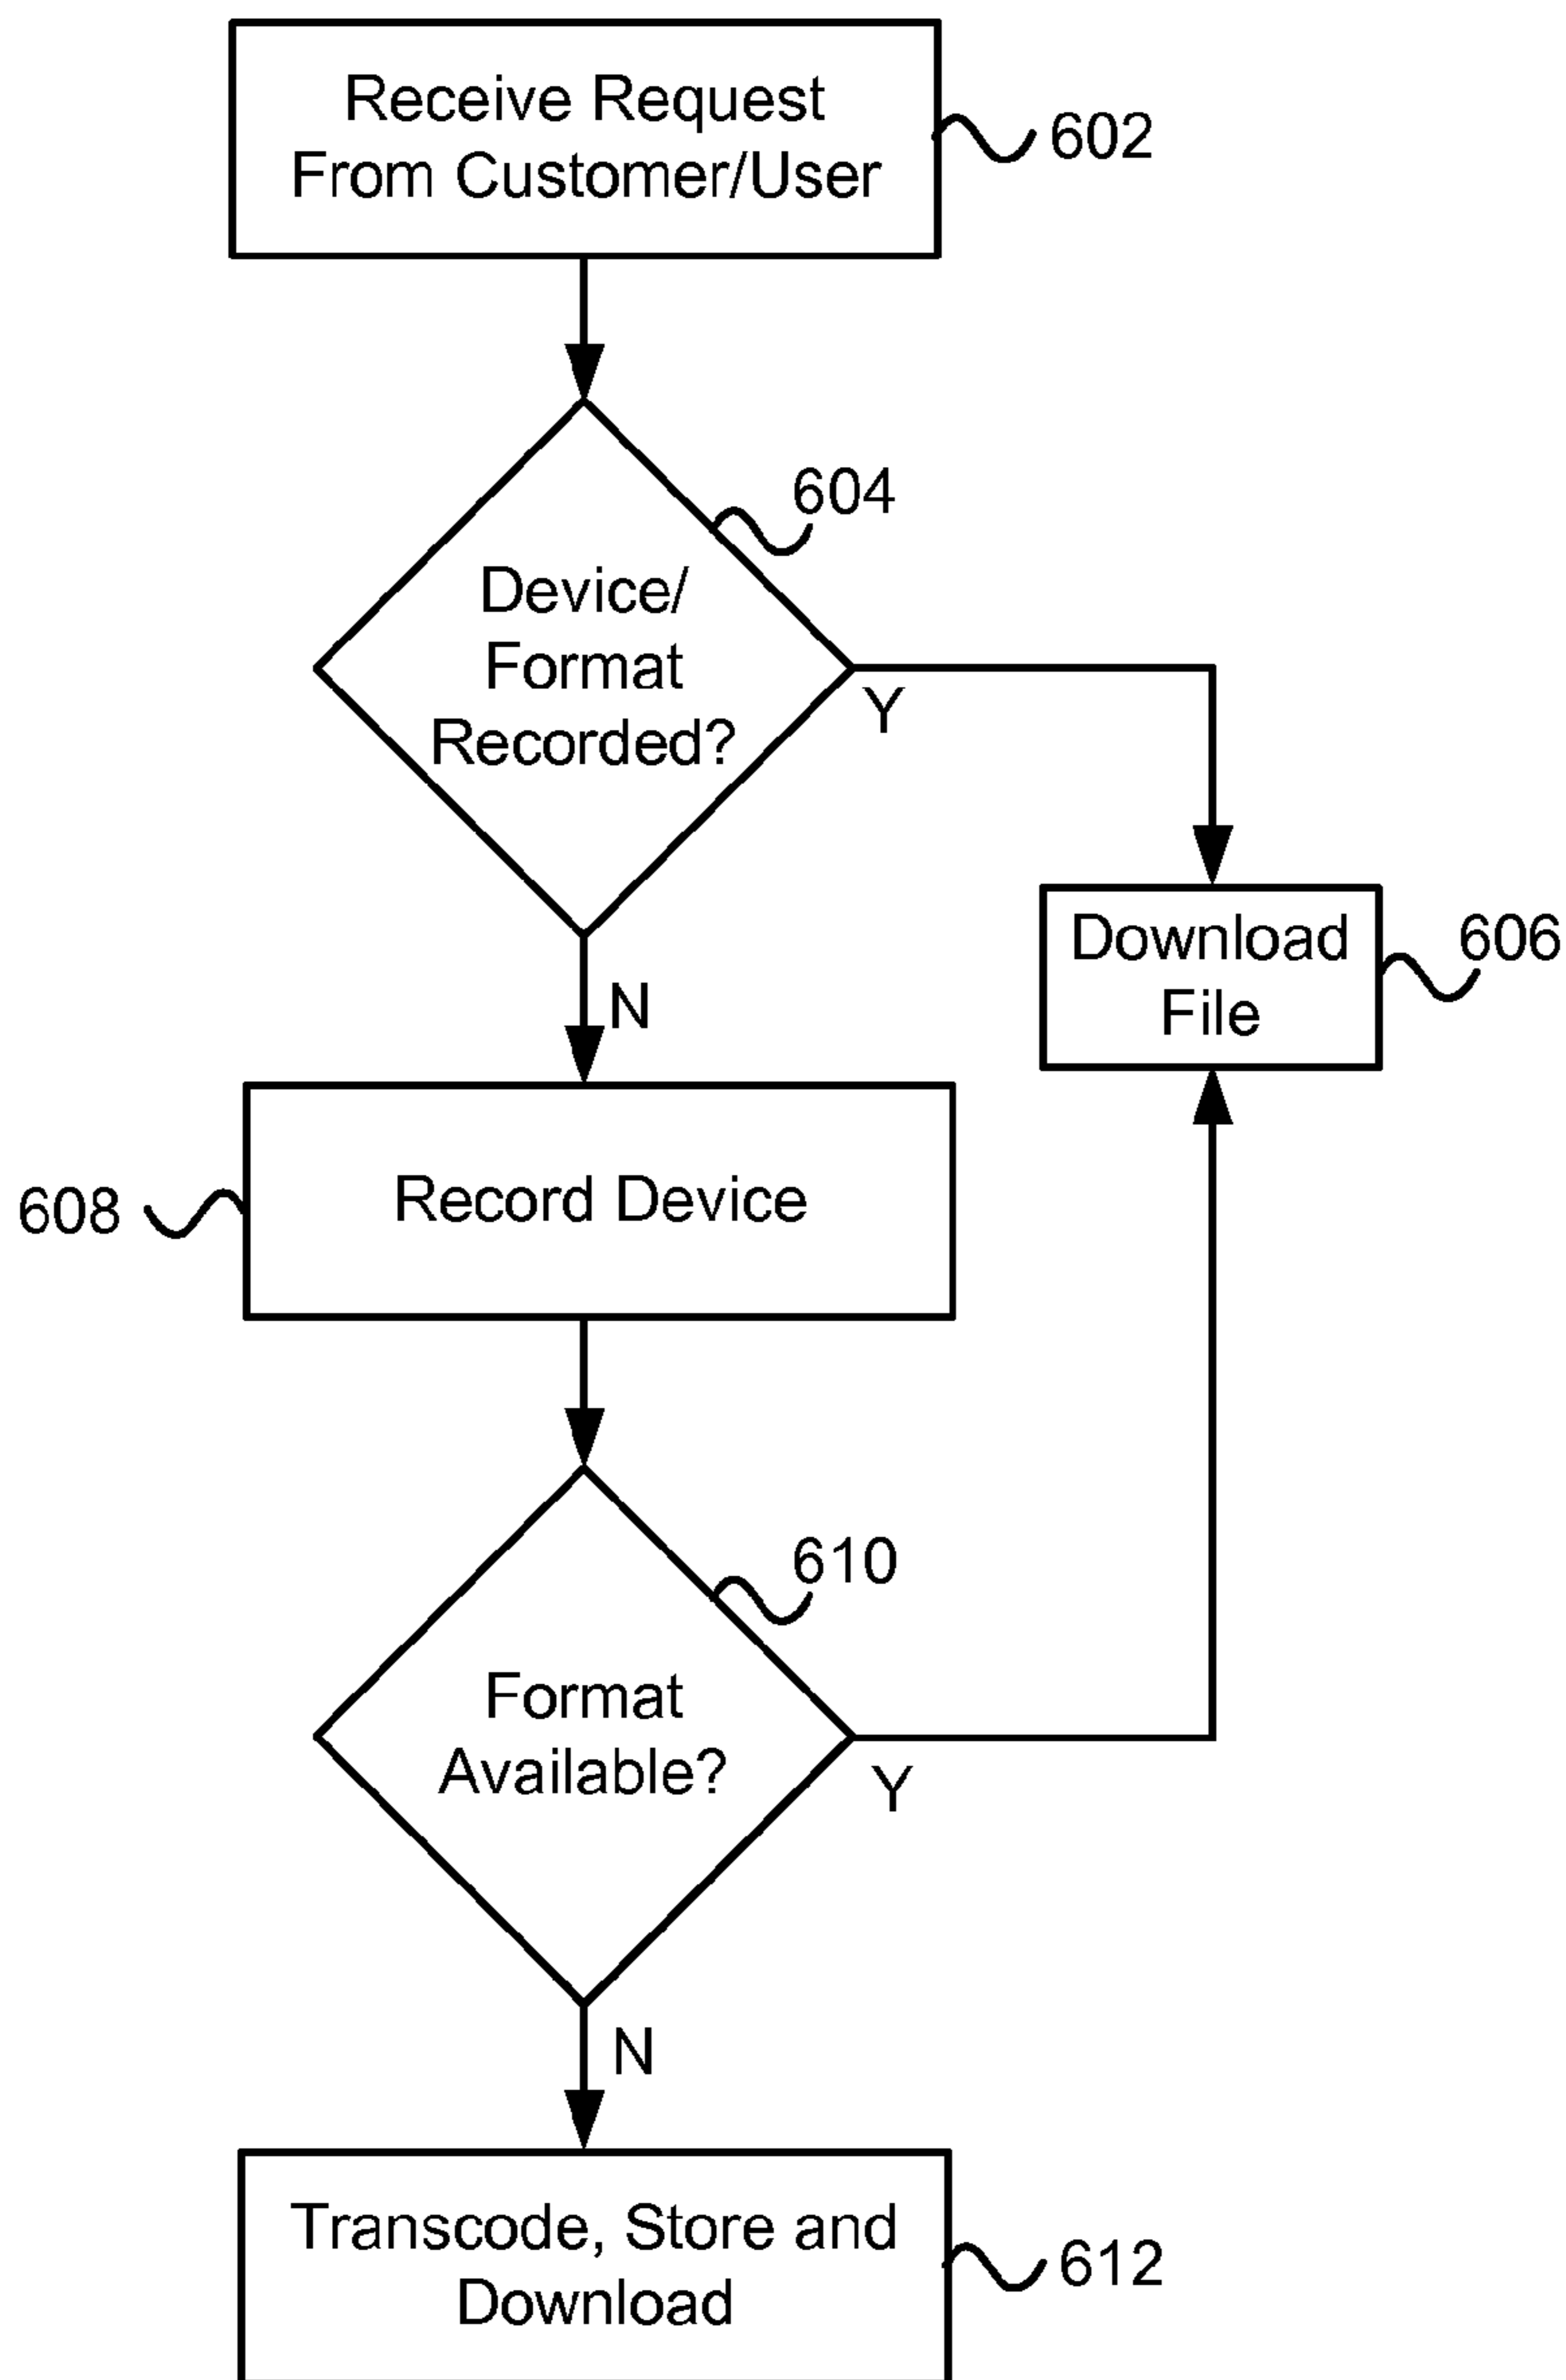 Receive Request
From Customer/User
602
604
Device/
Format
Recorded?
Y
Download
File
606
N
608
Record Device
610
Format
Available?
Y
N
Transcode, Store and
Download
612